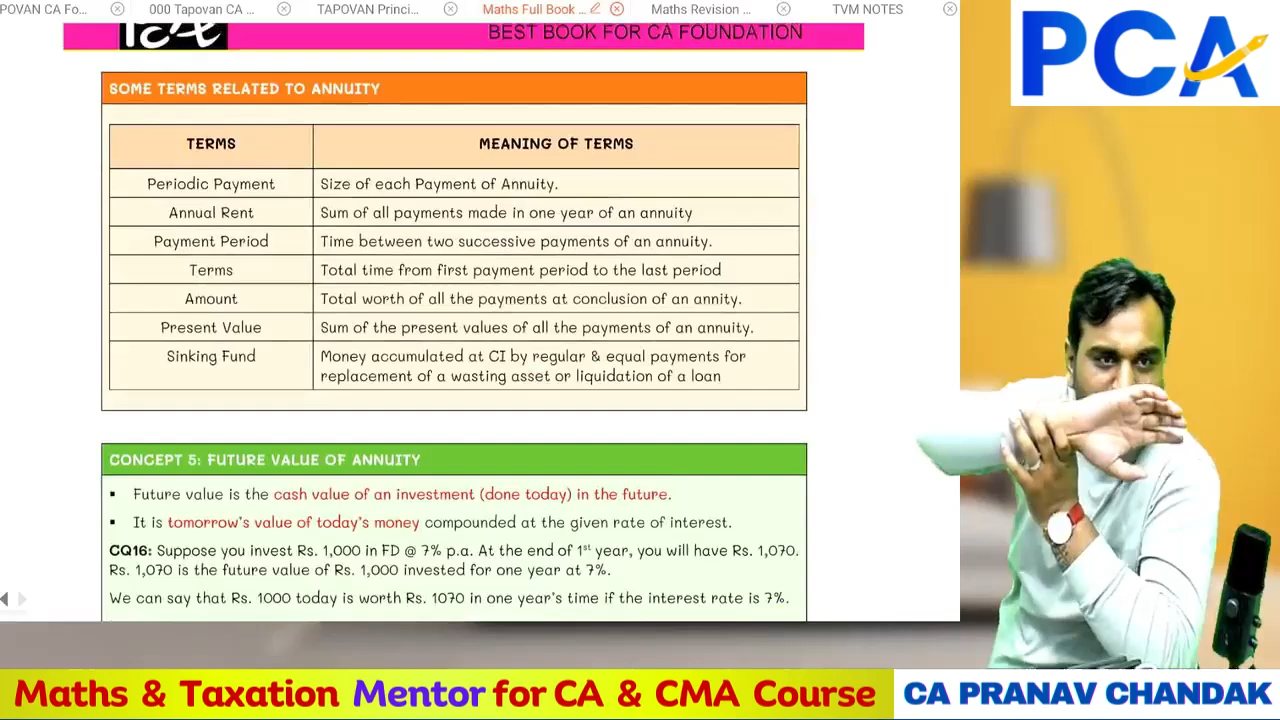 POVAN CA Fo...
000 Tapovan CA ...
TAPOVAN Princi...
Maths Full Book ...
Maths Revision ...
TVM NOTES
BEST BOOK FOR CA FOUNDATION
PCA
SOME TERMS RELATED TO ANNUITY
TERMS MEANING OF TERMS
Periodic Payment Size of each Payment of Annuity.
Annual Rent Sum of all payments made in one year of an annuity
Payment Period Time between two successive payments of an annuity.
Terms Total time from first payment period to the last period
Amount Total worth of all the payments at conclusion of an annity.
Present Value Sum of the present values of all the payments of an annuity.
Sinking Fund Money accumulated at CI by regular & equal payments for
replacement of a wasting asset or liquidation of a loan
CONCEPT 5: FUTURE VALUE OF ANNUITY
▪ Future value is the cash value of an investment (done today) in the future.
▪ It is tomorrow's value of today's money compounded at the given rate of interest.
CQ16: Suppose you invest Rs. 1,000 in FD @ 7% p.a. At the end of 1st year, you will have Rs. 1,070.
Rs. 1,070 is the future value of Rs. 1,000 invested for one year at 7%.
We can say that Rs. 1000 today is worth Rs. 1070 in one year's time if the interest rate is 7%.
Maths & Taxation Mentor for CA & CMA Course
CA PRANAV CHANDAK